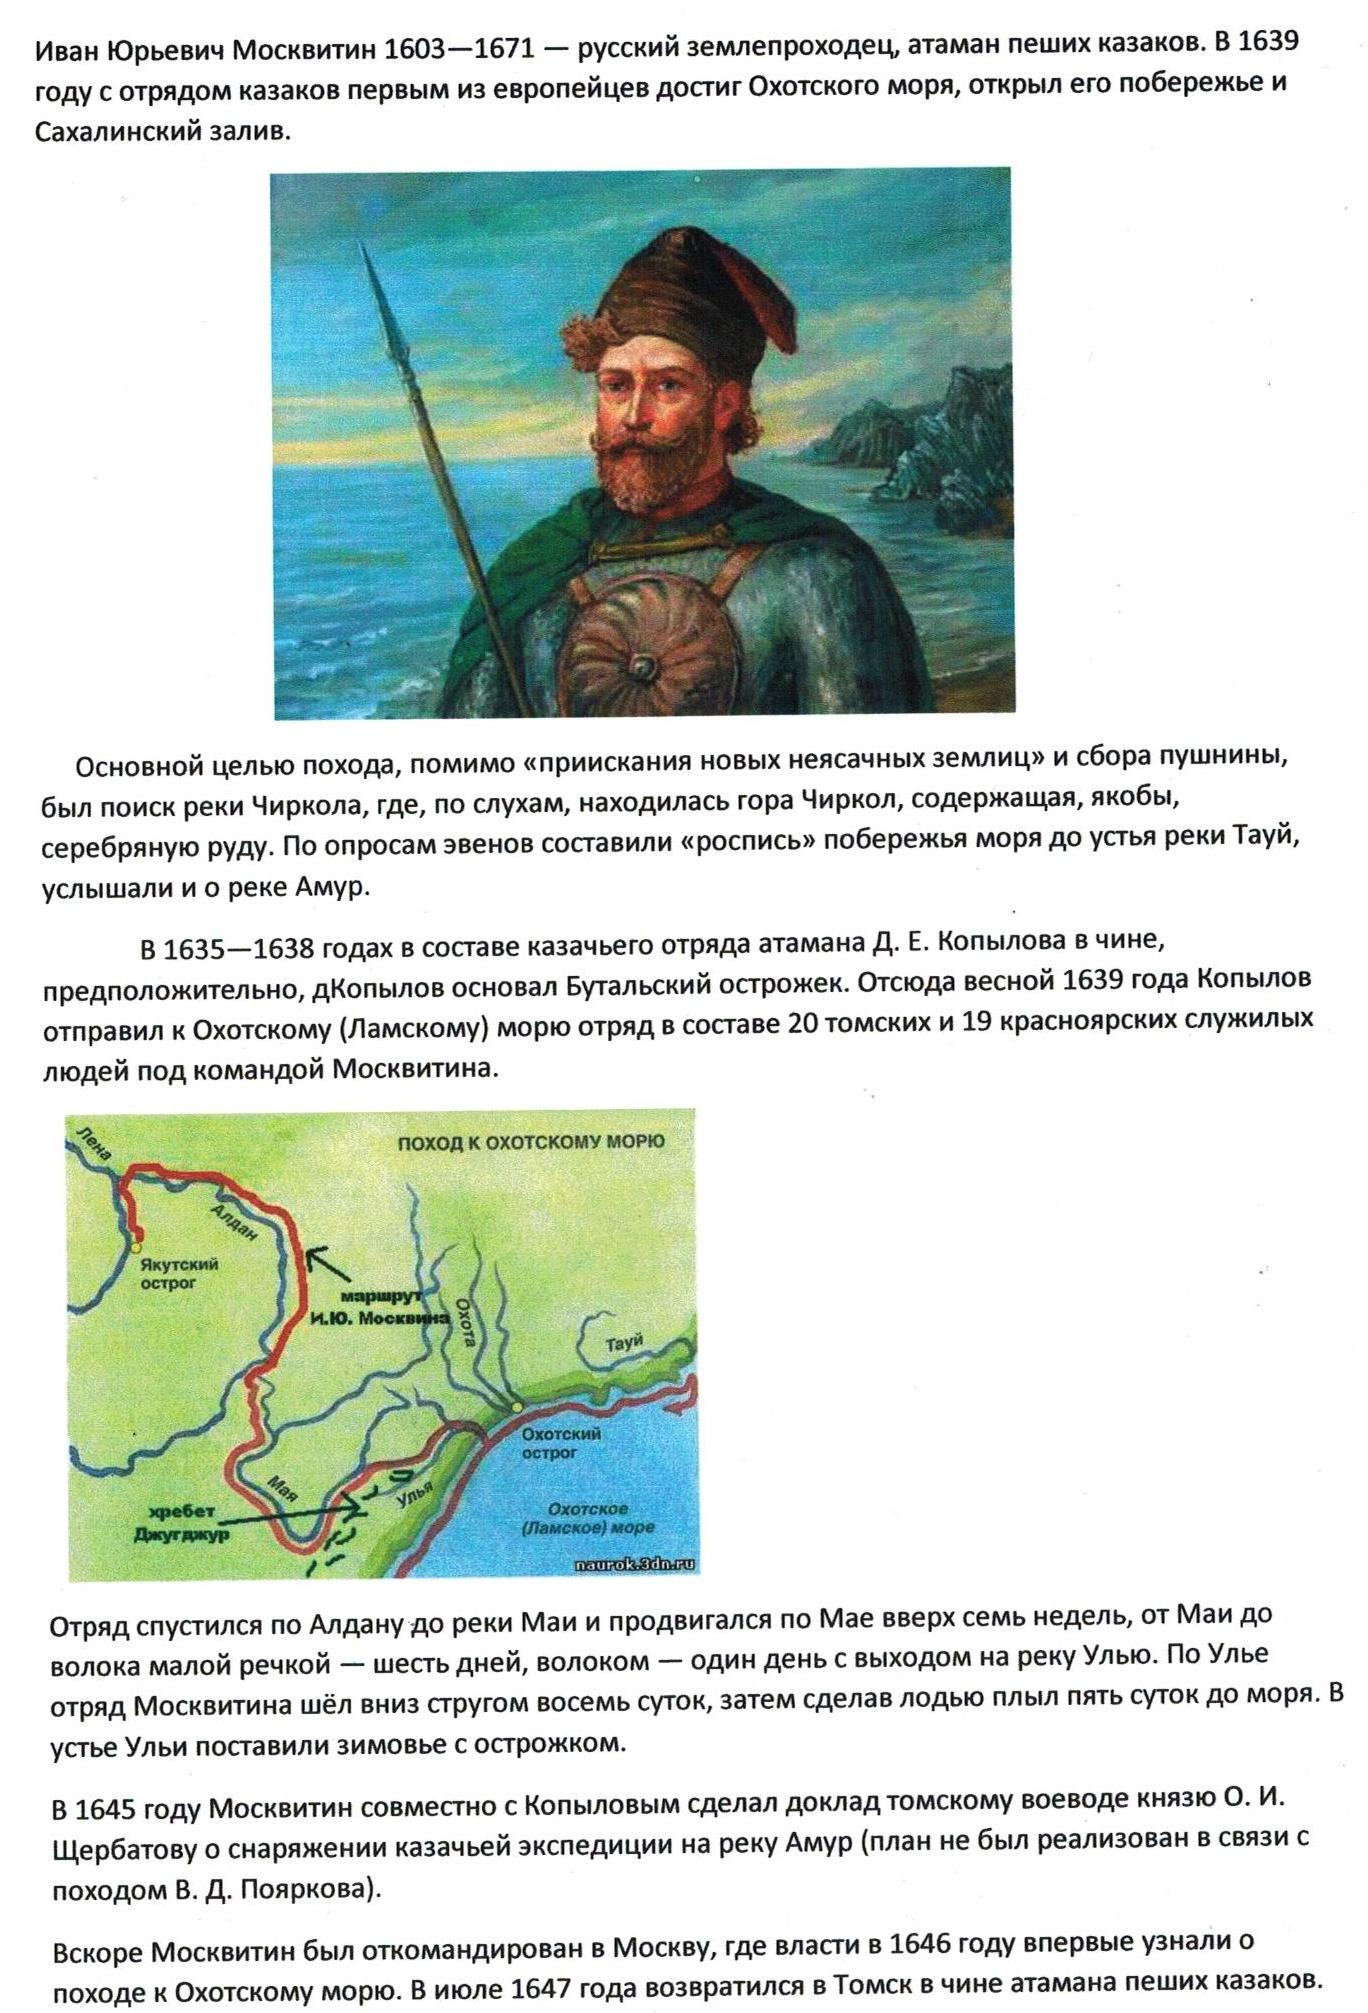 Иван Юрьевич Москвитин 1603—1671 — русский землепроходец, атаман пеших казаков. В 1639
году с отрядом казаков первым из европейцев достиг Охотского моря, открыл его побережье и
Сахалинский залив.
Основной целью похода, помимо «приискания новых неясачных землиц» и сбора пушнины,
был поиск реки Чиркола, где, по слухам, находилась гора Чиркол, содержащая, якобы,
серебряную руду. По опросам эвенов составили «роспись» побережья моря до устья реки Тауй,
услышали и о реке Амур.
В 1635—1638 годах в составе казачьего отряда атамана Д. Е. Копылова в чине,
предположительно, дКопылов основал Бутальский острожек. Отсюда весной 1639 года Копылов
отправил к Охотскому (Ламскому) морю отряд в составе 20 томских и 19 красноярских служилых
людей под командой Москвитина.
Лена
ПОХОД К ОХОТСКОМУ МОРЮ
Алдан
Якутский
острог
маршрут
И.Ю. Москвина
Охота
Тауй
Охотский
острог
Мая
Улья
хребет
Джугджур
Охотское
(Ламское) море
naurok.3dn.ru
Отряд спустился по Алдану до реки Маи и продвигался по Мае вверх семь недель, от Маи до
волока малой речкой — шесть дней, волоком — один день с выходом на реку Улью. По Улье
отряд Москвитина шёл вниз стругом восемь суток, затем сделав лодью плыл пять суток до моря. В
устье Ульи поставили зимовье с острожком.
В 1645 году Москвитин совместно с Копыловым сделал доклад томскому воеводе князю О. И.
Щербатову о снаряжении казачьей экспедиции на реку Амур (план не был реализован в связи с
походом В. Д. Пояркова).
Вскоре Москвитин был откомандирован в Москву, где власти в 1646 году впервые узнали о
походе к Охотскому морю. В июле 1647 года возвратился в Томск в чине атамана пеших казаков.